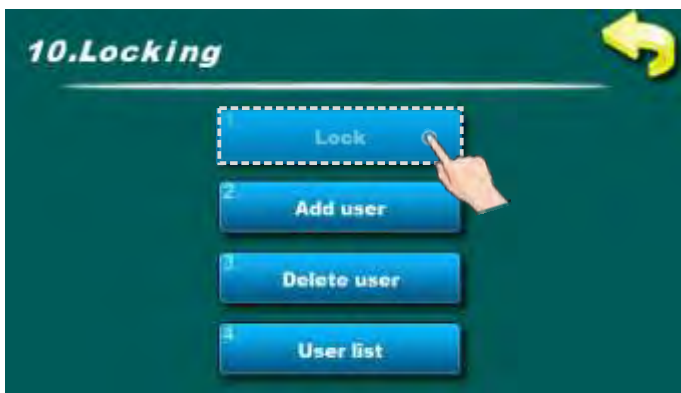 10.Locking
1
Lock
2
Add user
3
Delete user
4
User list